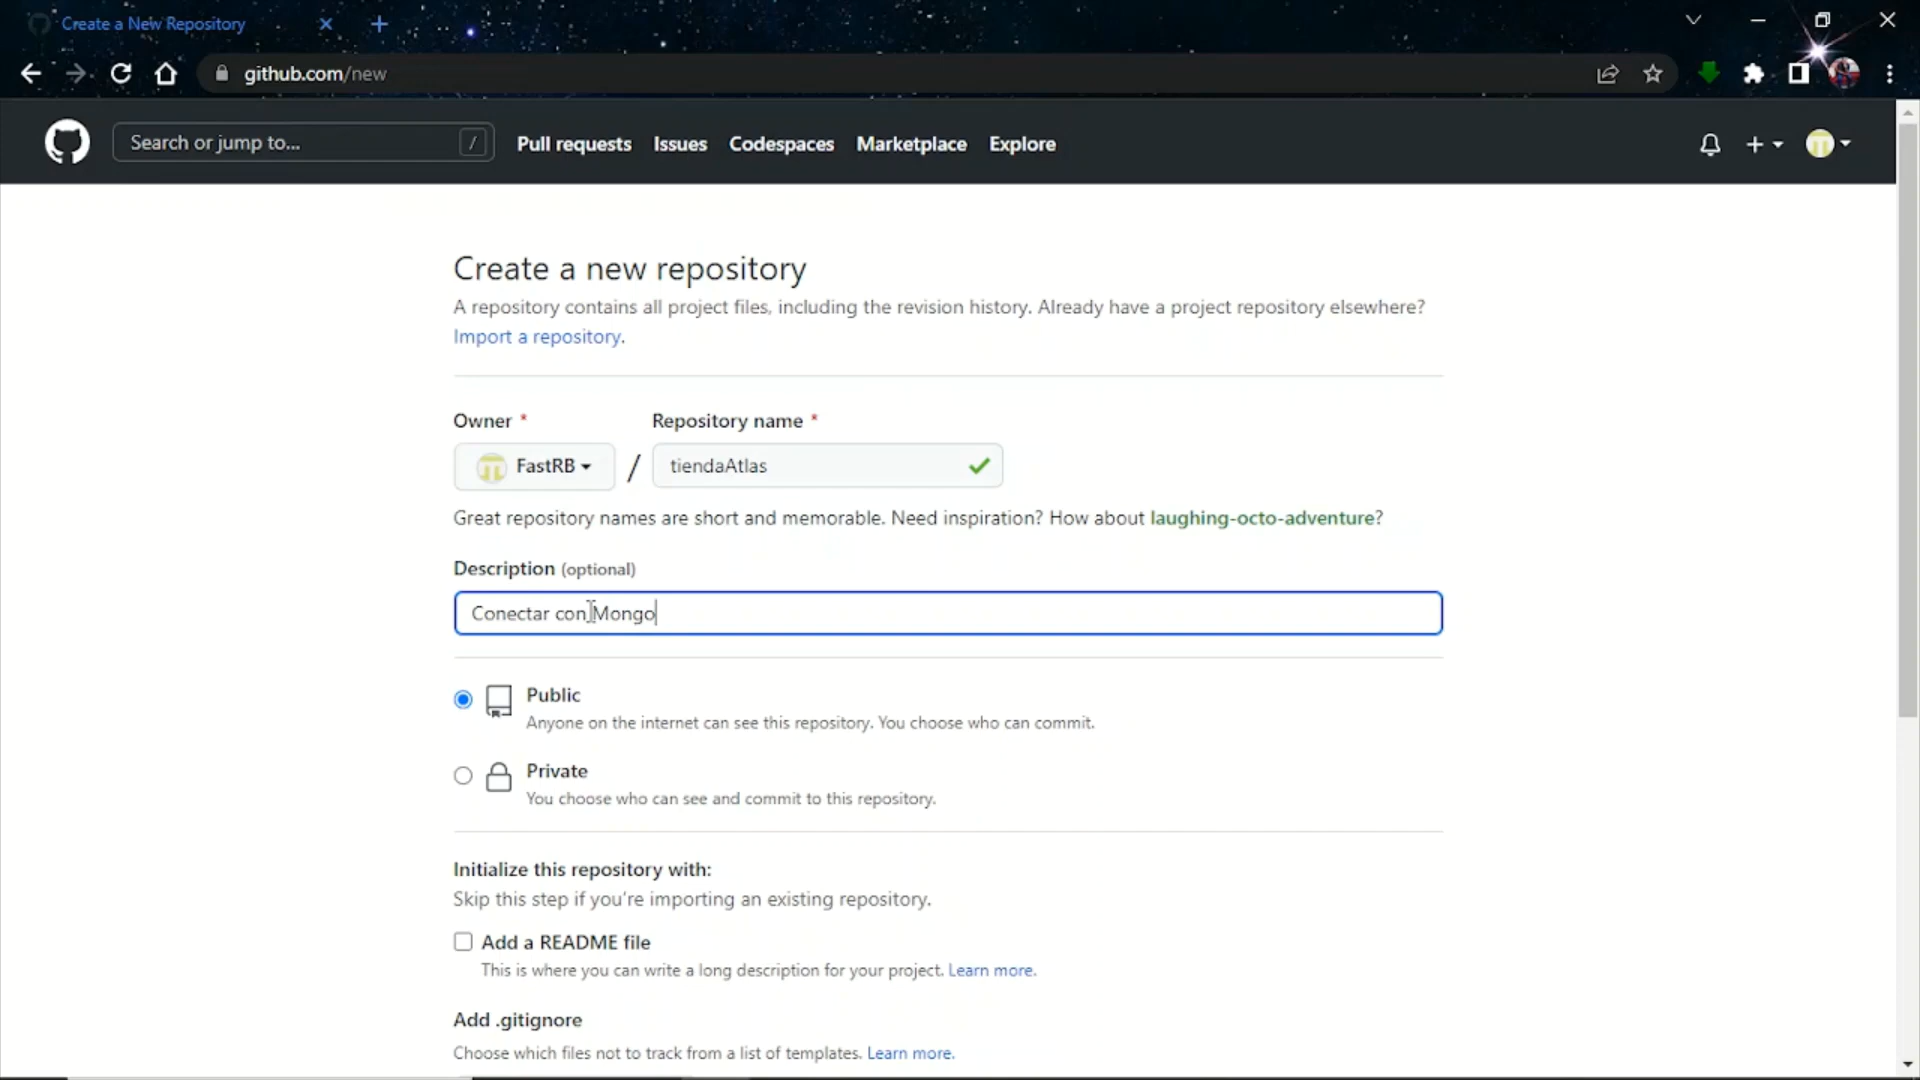 Create a New Repository
github.com/new
Search or jump to...
/
Pull requests
Issues
Codespaces
Marketplace
Explore
Create a new repository
A repository contains all project files, including the revision history. Already have a project repository elsewhere?
Import a repository.
Owner *
Repository name *
FastRB
/
tiendaAtlas
Great repository names are short and memorable. Need inspiration? How about laughing-octo-adventure?
Description (optional)
Conectar con Mongo
Public
Anyone on the internet can see this repository. You choose who can commit.
Private
You choose who can see and commit to this repository.
Initialize this repository with:
Skip this step if you're importing an existing repository.
Add a README file
This is where you can write a long description for your project. Learn more.
Add .gitignore
Choose which files not to track from a list of templates. Learn more.